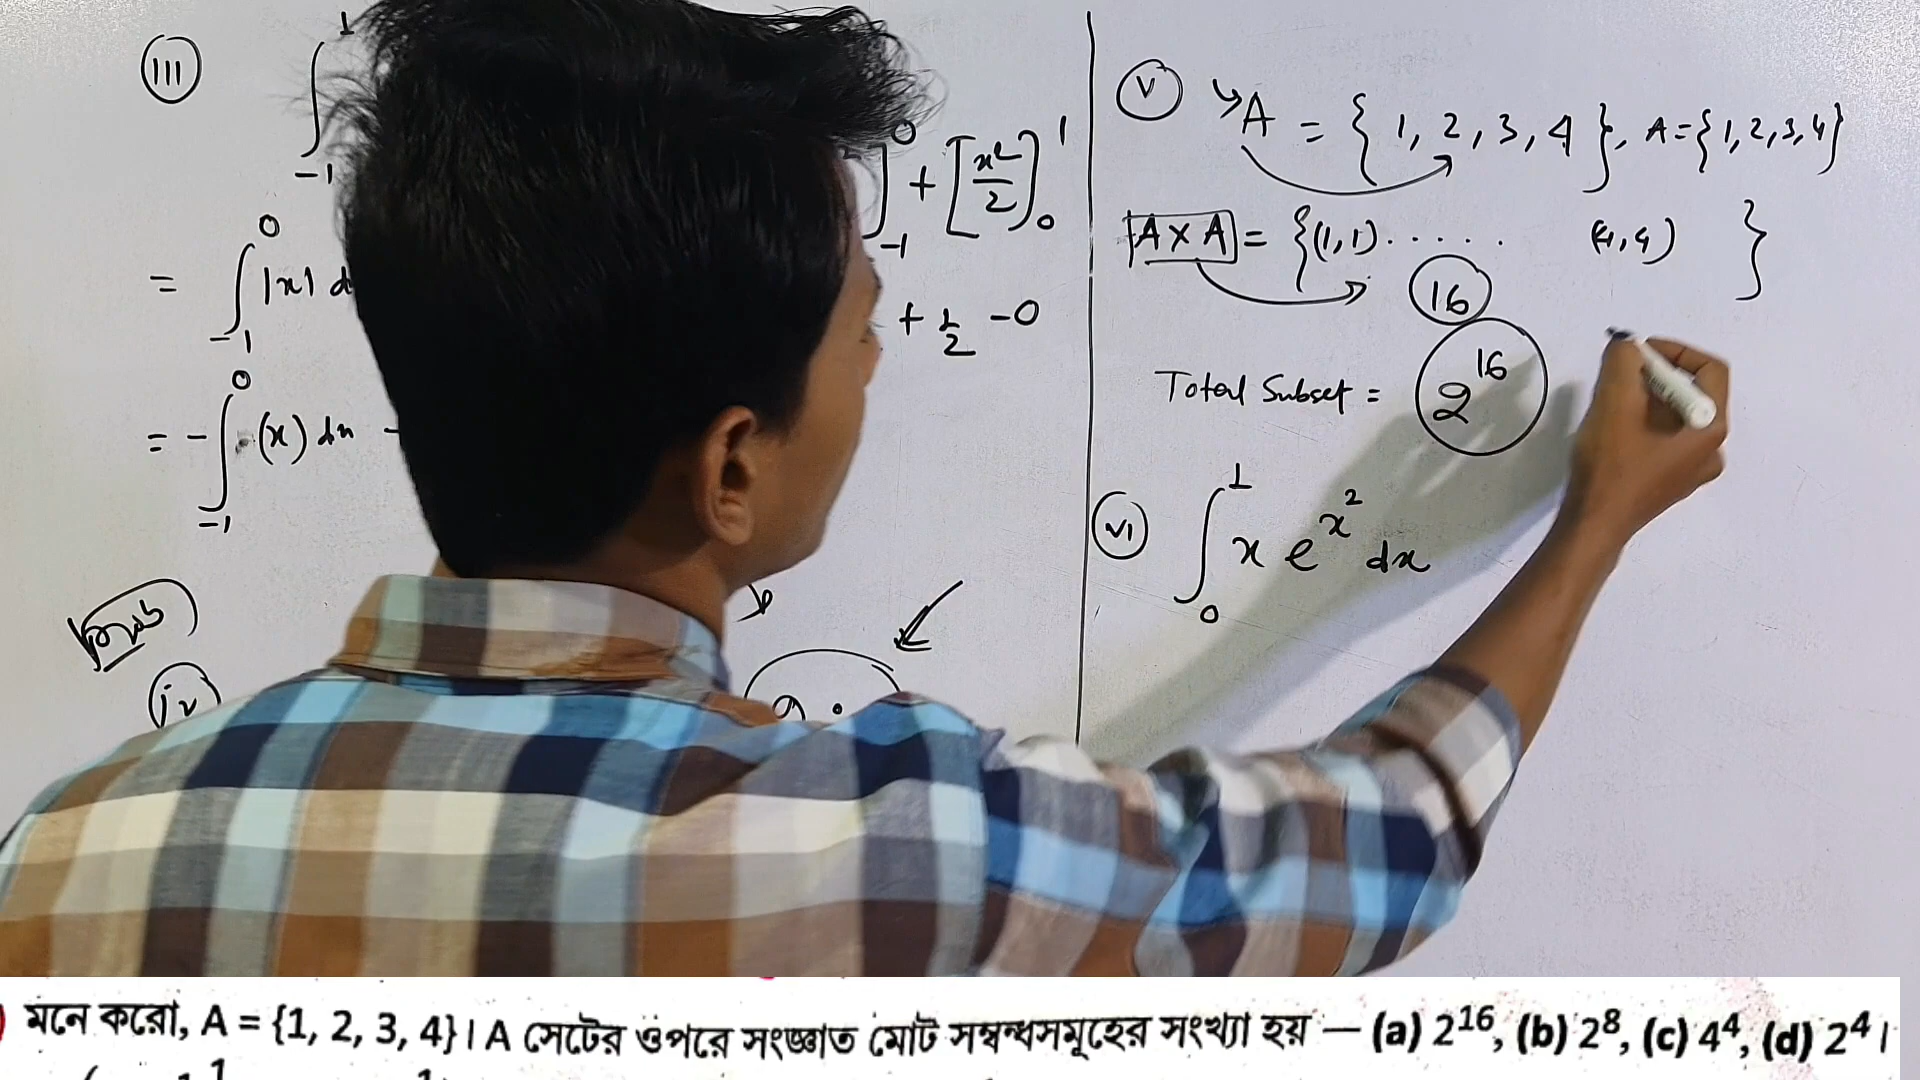 (III) ∫ 1 -1
] 0 -1 + [x²/2] 1 0
= ∫ 0 -1 |x| d
+ 1/2 - 0
= - ∫ 0 -1 (x) dx -
(iv)
(V) A = {1, 2, 3, 4}, A = {1, 2, 3, 4}
A × A = {(1,1) . . . . . (4,4) }
16
Total Subset = 2^16
(VI) ∫ 1 0 x e^x² dx
মনে করো, A = {1, 2, 3, 4}। A সেটের ওপরে সংজ্ঞাত মোট সম্বন্ধসমূহের সংখ্যা হয় — (a) 2^16, (b) 2^8, (c) 4^4, (d) 2^4।